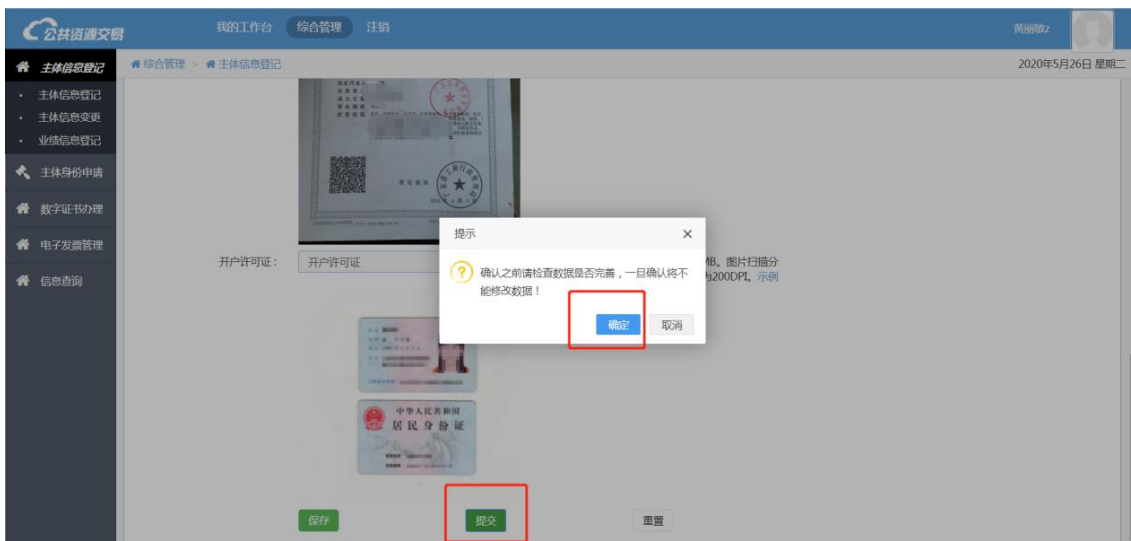 公共资源交易
我的工作台 综合管理 注销
黄丽敏z
主体信息登记
综合管理 > 主体信息登记
2020年5月26日 星期二
主体信息登记
主体信息变更
业绩信息登记
主体身份申请
数字证书办理
电子发票管理
信息查询
开户许可证： 开户许可证
MB，图片扫描分
为200DPI。示例
提示 ×
确认之前请检查数据是否完善，一旦确认将不
能修改数据！
确定 取消
中华人民共和国
居民身份证
保存 提交 重置